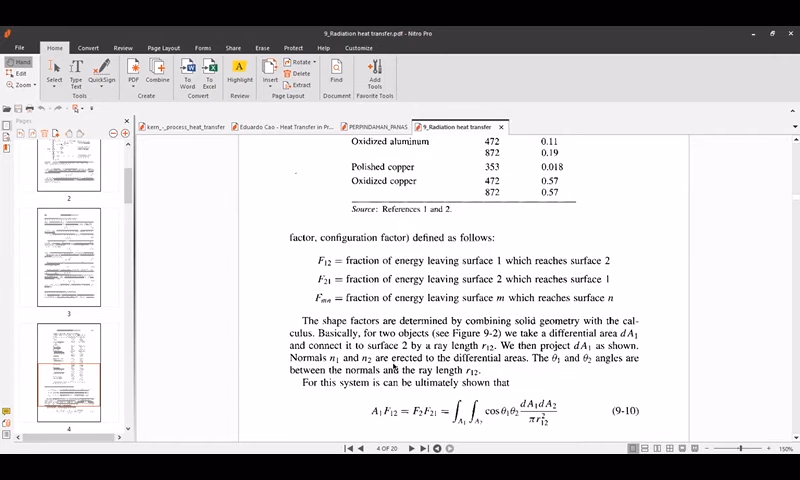 9_Radiation heat transfer.pdf - Nitro Pro
File Home Convert Review Page Layout Forms Share Erase Protect Help Customize
Hand
Edit
Zoom
Select
Type Text
QuickSign
PDF
Combine
To Word
To Excel
Highlight
Insert
Rotate
Delete
Extract
Find
Add Tools
Tools Create Convert Review Page Layout Document Favorite Tools
Pages
kern_-_process_heat_transfer
Eduardo Cao - Heat Transfer in Pr...
PERPINDAHAN_PANAS
9_Radiation heat transfer
2
3
4
Oxidized aluminum 472 0.11
872 0.19
Polished copper 353 0.018
Oxidized copper 472 0.57
872 0.57
Source: References 1 and 2.
factor, configuration factor) defined as follows:
F₁₂ = fraction of energy leaving surface 1 which reaches surface 2
F₂₁ = fraction of energy leaving surface 2 which reaches surface 1
Fₘₙ = fraction of energy leaving surface m which reaches surface n
The shape factors are determined by combining solid geometry with the cal-
culus. Basically, for two objects (see Figure 9-2) we take a differential area dA₁
and connect it to surface 2 by a ray length r₁₂. We then project dA₁ as shown.
Normals n₁ and n₂ are erected to the differential areas. The θ₁ and θ₂ angles are
between the normals and the ray length r₁₂.
For this system is can be ultimately shown that
A₁F₁₂ = F₂F₂₁ = ∫_A₁ ∫_A₂ cos θ₁θ₂ dA₁dA₂/πr₁₂² (9-10)
4 OF 20
150%